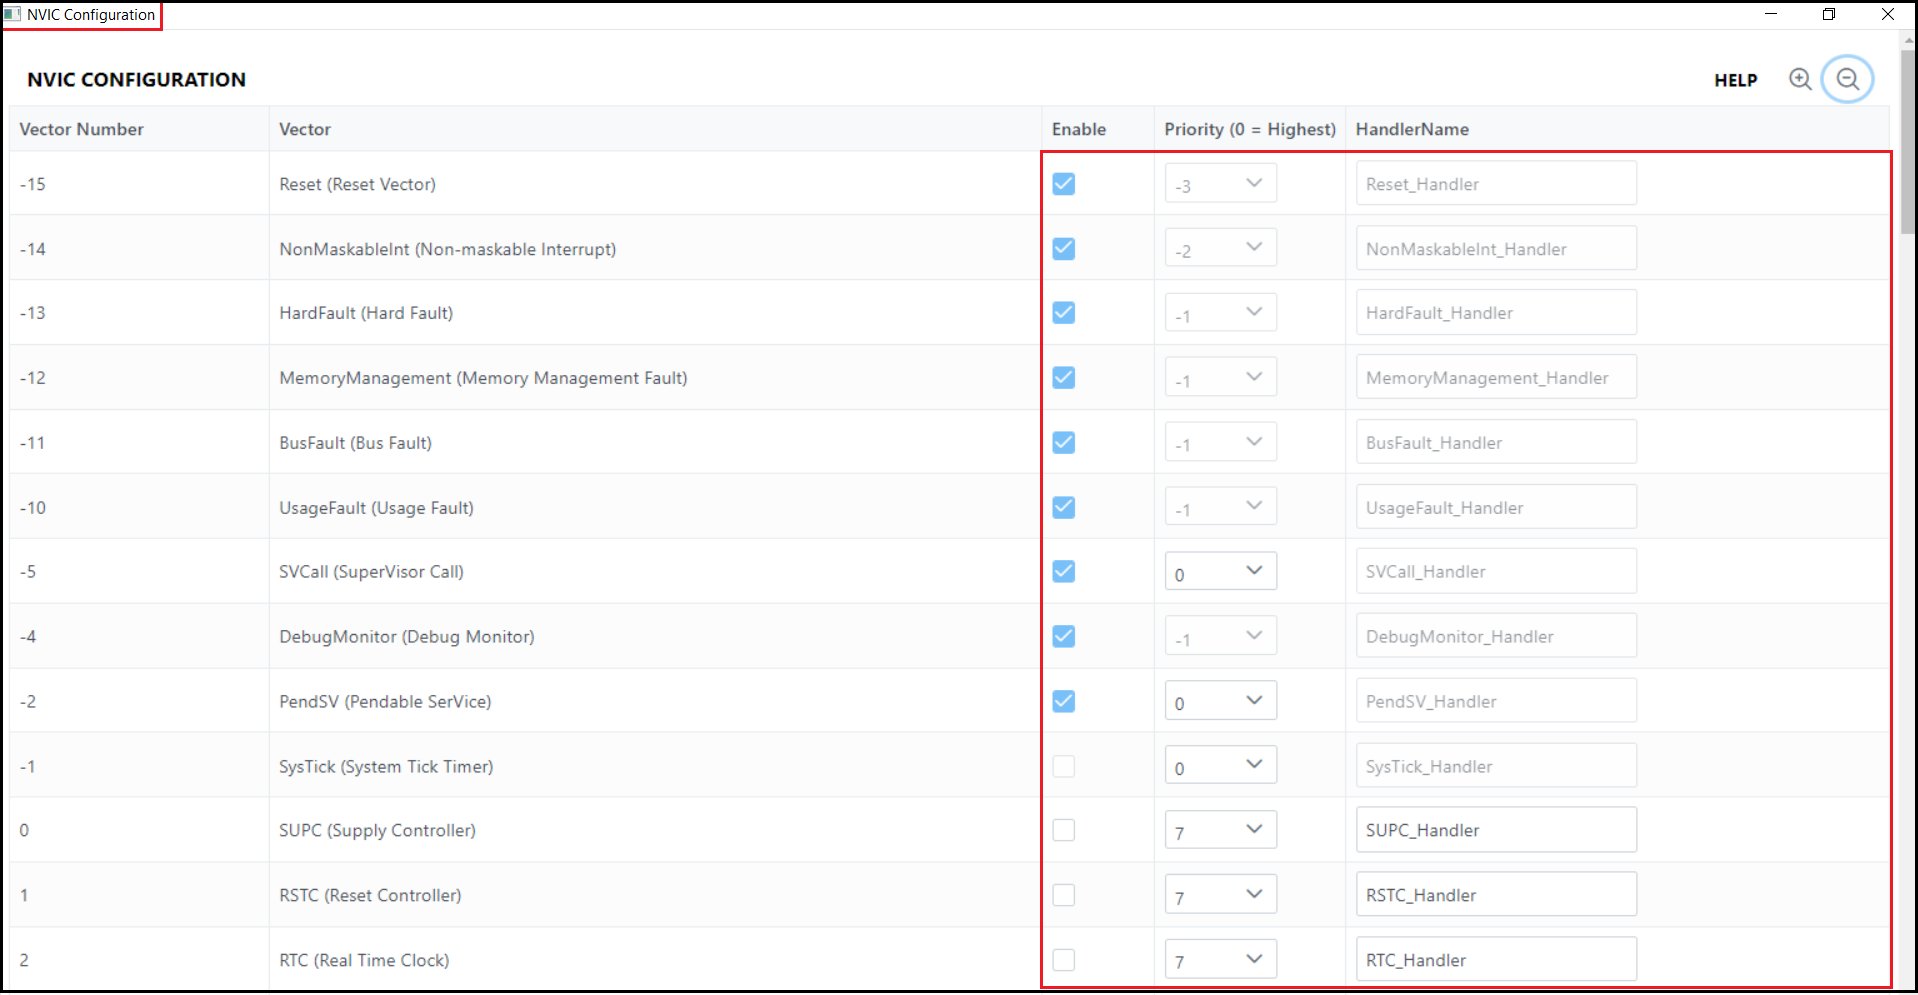 NVIC Configuration
NVIC CONFIGURATION HELP
Vector Number Vector Enable Priority (0 = Highest) HandlerName
-15 Reset (Reset Vector) -3 Reset_Handler
-14 NonMaskableInt (Non-maskable Interrupt) -2 NonMaskableInt_Handler
-13 HardFault (Hard Fault) -1 HardFault_Handler
-12 MemoryManagement (Memory Management Fault) -1 MemoryManagement_Handler
-11 BusFault (Bus Fault) -1 BusFault_Handler
-10 UsageFault (Usage Fault) -1 UsageFault_Handler
-5 SVCall (SuperVisor Call) 0 SVCall_Handler
-4 DebugMonitor (Debug Monitor) -1 DebugMonitor_Handler
-2 PendSV (Pendable SerVice) 0 PendSV_Handler
-1 SysTick (System Tick Timer) 0 SysTick_Handler
0 SUPC (Supply Controller) 7 SUPC_Handler
1 RSTC (Reset Controller) 7 RSTC_Handler
2 RTC (Real Time Clock) 7 RTC_Handler